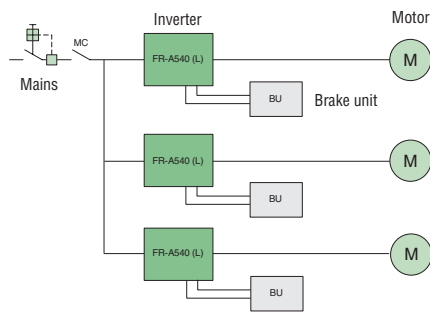 Inverter
Motor
MC
FR-A540 (L)
M
Mains
BU
Brake unit
FR-A540 (L)
M
BU
FR-A540 (L)
M
BU